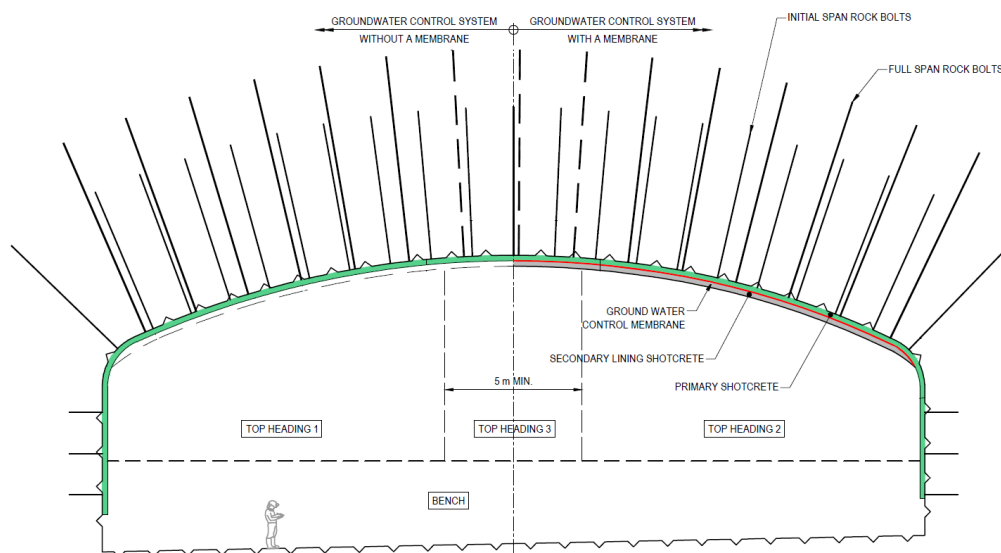 GROUNDWATER CONTROL SYSTEM
WITHOUT A MEMBRANE
GROUNDWATER CONTROL SYSTEM
WITH A MEMBRANE
INITIAL SPAN ROCK BOLTS
FULL SPAN ROCK BOLTS
GROUND WATER
CONTROL MEMBRANE
SECONDARY LINING SHOTCRETE
PRIMARY SHOTCRETE
5 m MIN.
TOP HEADING 1
TOP HEADING 3
TOP HEADING 2
BENCH